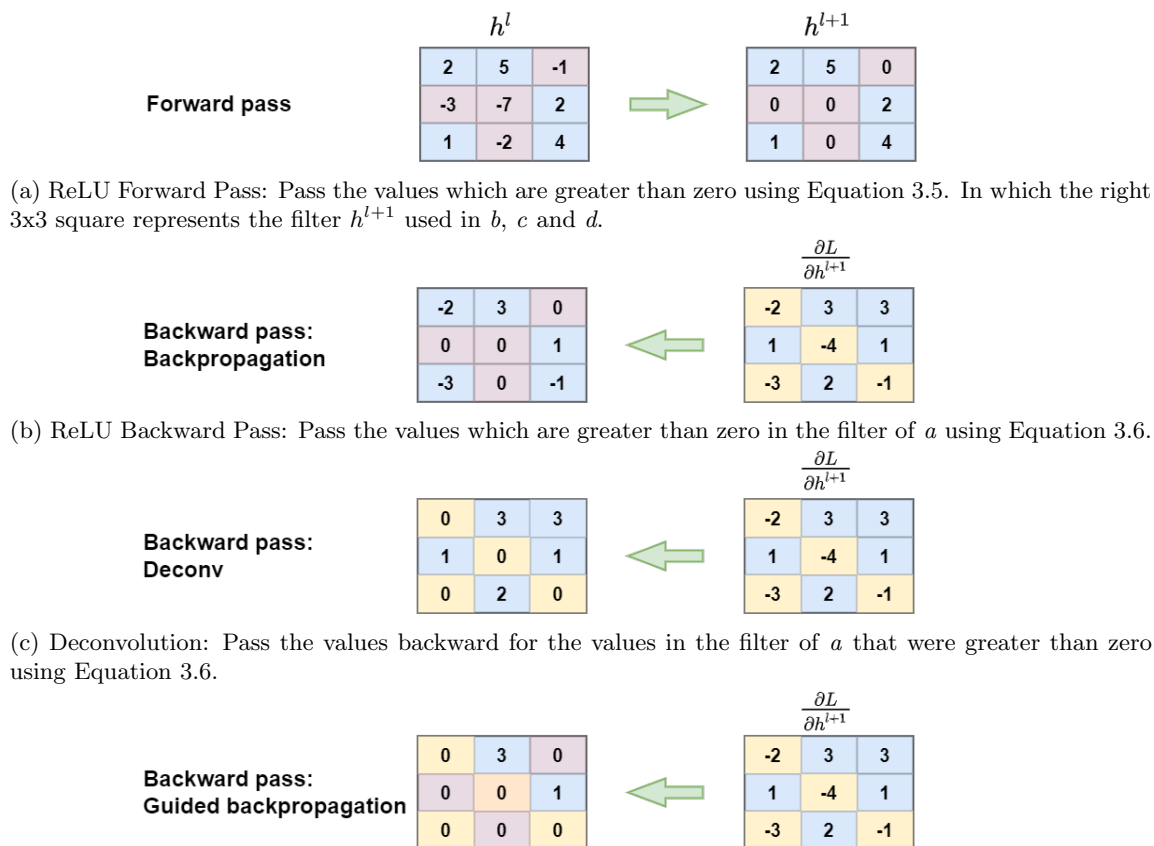 h^l h^{l+1}
2 5 -1 2 5 0
Forward pass -3 -7 2 0 0 2
1 -2 4 1 0 4
(a) ReLU Forward Pass: Pass the values which are greater than zero using Equation 3.5. In which the right
3x3 square represents the filter h^{l+1} used in b, c and d.
∂L
∂h^{l+1}
-2 3 0 -2 3 3
Backward pass:
0 0 1 1 -4 1
Backpropagation
-3 0 -1 -3 2 -1
(b) ReLU Backward Pass: Pass the values which are greater than zero in the filter of a using Equation 3.6.
∂L
∂h^{l+1}
0 3 3 -2 3 3
Backward pass:
1 0 1 1 -4 1
Deconv
0 2 0 -3 2 -1
(c) Deconvolution: Pass the values backward for the values in the filter of a that were greater than zero
using Equation 3.6.
∂L
∂h^{l+1}
0 3 0 -2 3 3
Backward pass:
0 0 1 1 -4 1
Guided backpropagation
0 0 0 -3 2 -1